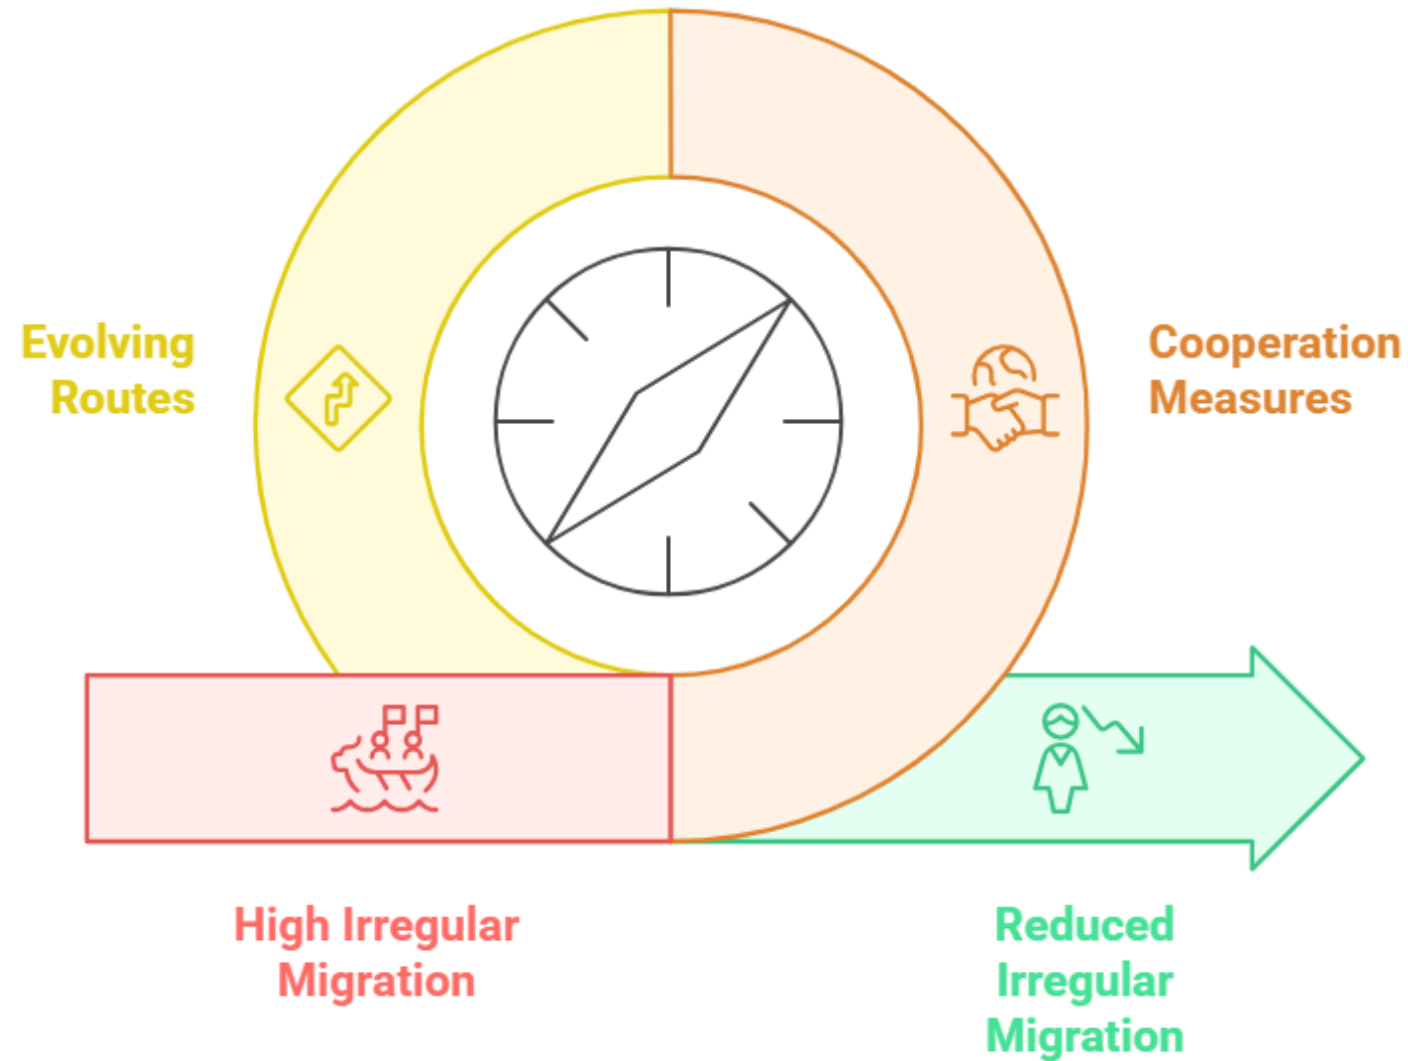 Evolving
Routes
Cooperation
Measures
High Irregular
Migration
Reduced
Irregular
Migration